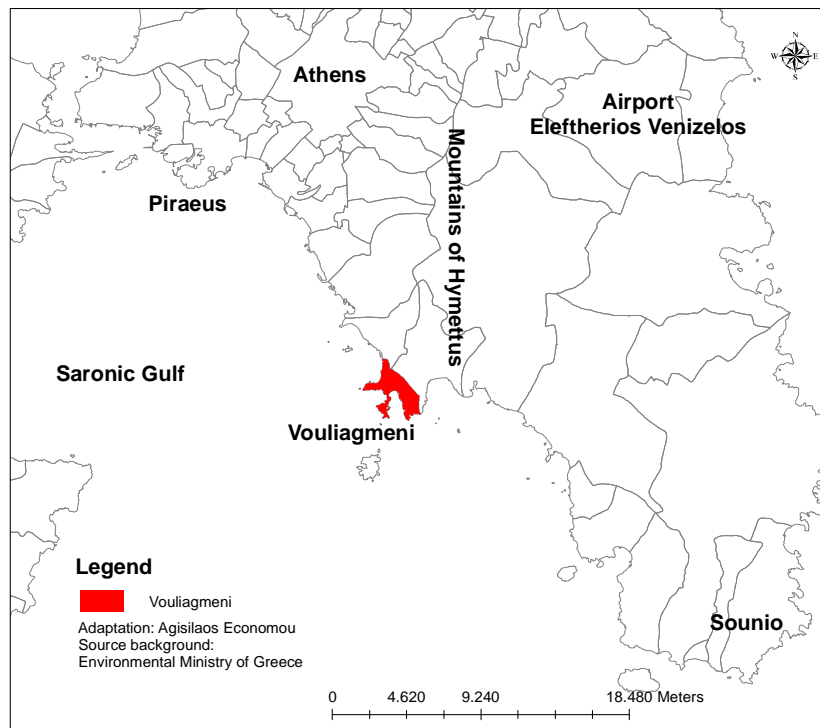 N
W E
S
Athens
Airport
Eleftherios Venizelos
Mountains of Hymettus
Piraeus
Saronic Gulf
Vouliagmeni
Legend
Vouliagmeni
Adaptation: Agisilaos Economou
Source background:
Environmental Ministry of Greece
Sounio
0 4.620 9.240 18.480 Meters